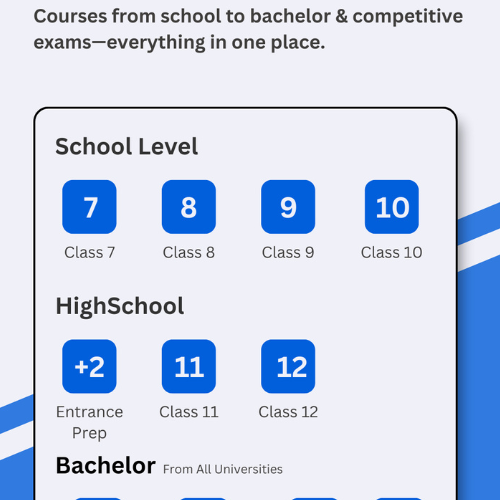 Courses from school to bachelor & competitive
exams—everything in one place.
School Level
7 8 9 10
Class 7 Class 8 Class 9 Class 10
HighSchool
+2 11 12
Entrance Prep Class 11 Class 12
Bachelor From All Universities